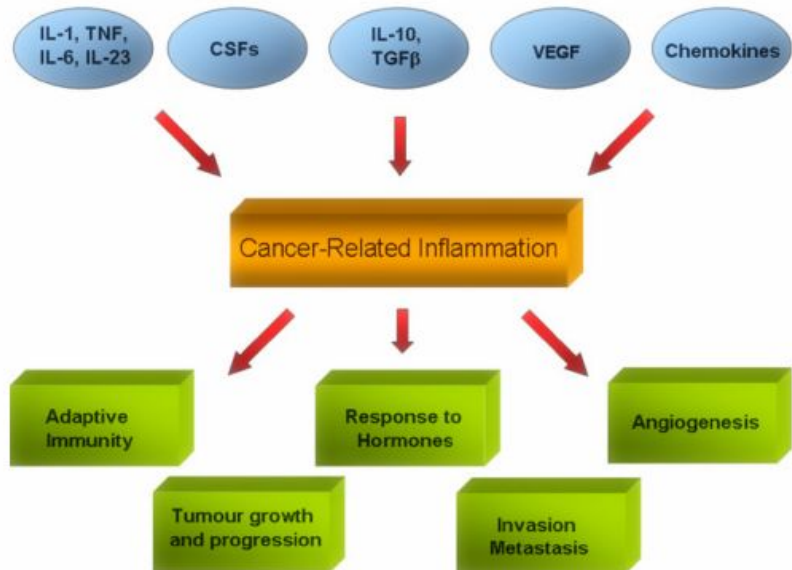 IL-1, TNF,
IL-6, IL-23
CSFs
IL-10,
TGFβ
VEGF
Chemokines
Cancer-Related Inflammation
Adaptive
Immunity
Response to
Hormones
Angiogenesis
Tumour growth
and progression
Invasion
Metastasis